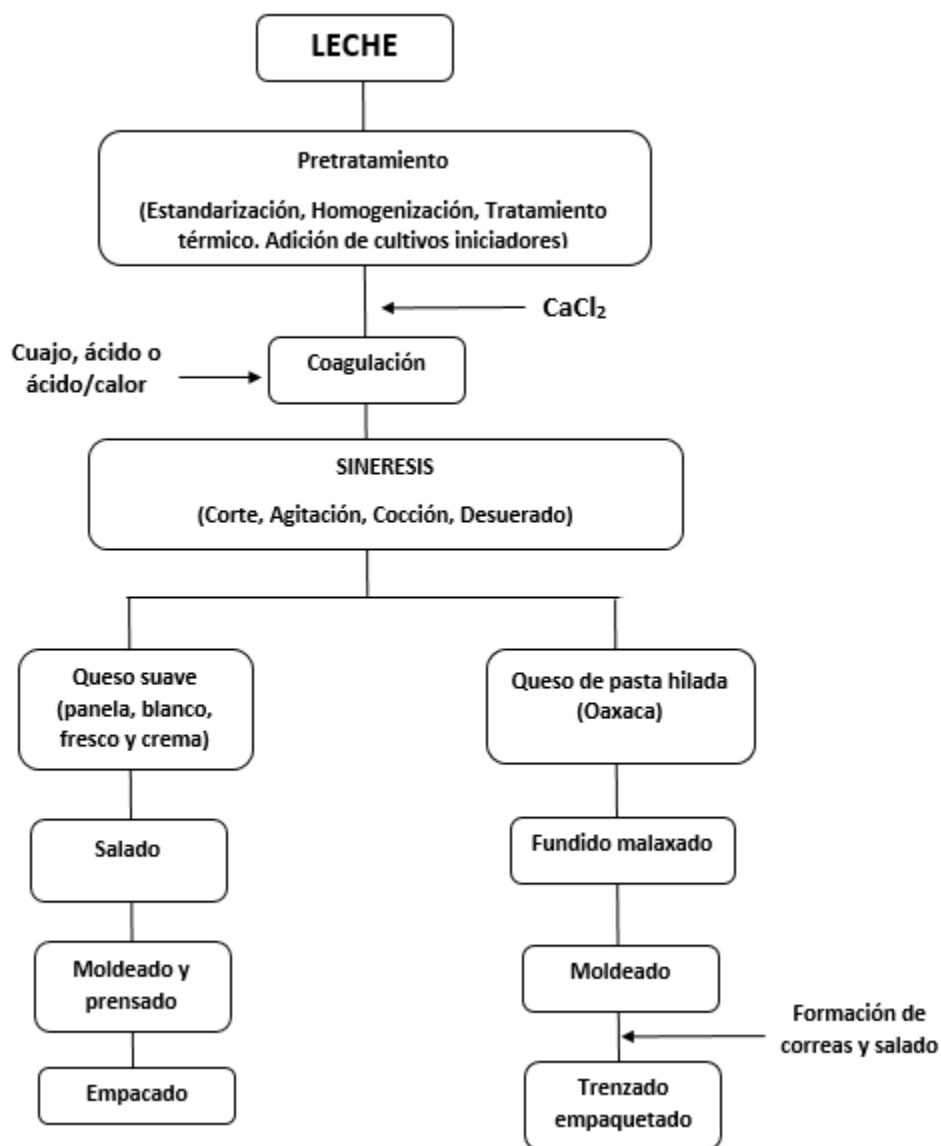 LECHE
Pretratamiento
(Estandarización, Homogenización, Tratamiento
térmico. Adición de cultivos iniciadores)
CaCl₂
Cuajo, ácido o
ácido/calor
Coagulación
SINERESIS
(Corte, Agitación, Cocción, Desuerado)
Queso suave
(panela, blanco,
fresco y crema)
Salado
Moldeado y
prensado
Empacado
Queso de pasta hilada
(Oaxaca)
Fundido malaxado
Moldeado
Formación de
correas y salado
Trenzado
empaquetado